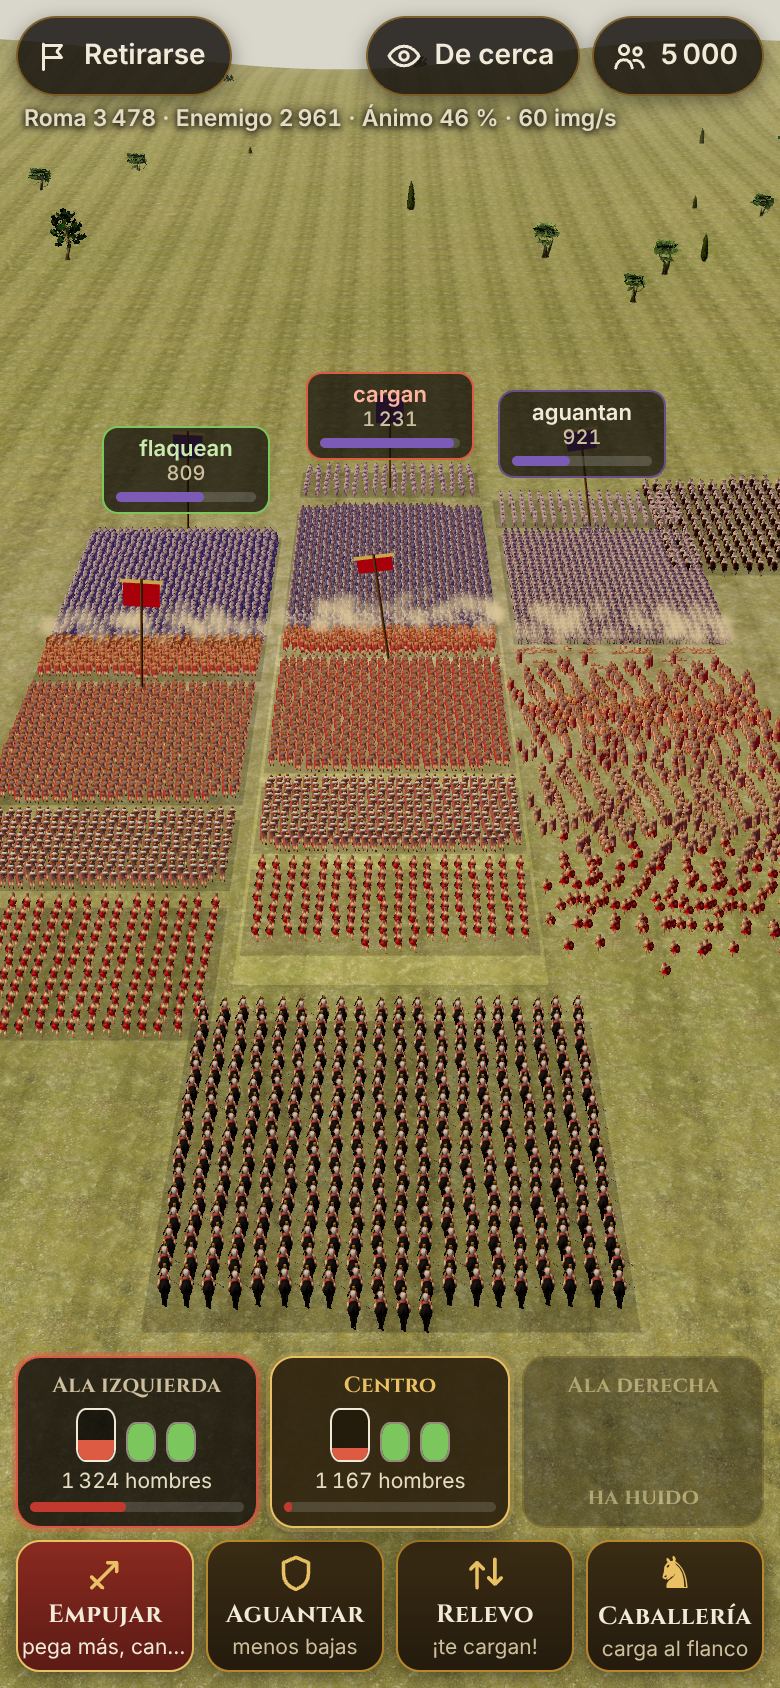 Retirarse
De cerca
5 000
Roma 3 478 · Enemigo 2 961 · Ánimo 46 % · 60 img/s
cargan
1 231
aguantan
921
flaquean
809
ALA IZQUIERDA
1 324 hombres
CENTRO
1 167 hombres
ALA DERECHA
HA HUIDO
EMPUJAR
pega más, can...
AGUANTAR
menos bajas
RELEVO
¡te cargan!
CABALLERÍA
carga al flanco